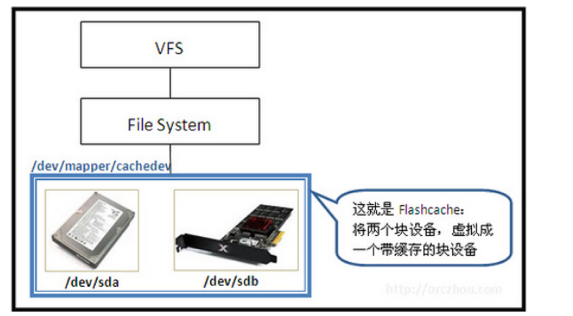 VFS
File System
/dev/mapper/cachedev
这就是 Flashcache:
将两个块设备，虚拟成
一个带缓存的块设备
/dev/sda
/dev/sdb
http://orczhou.com